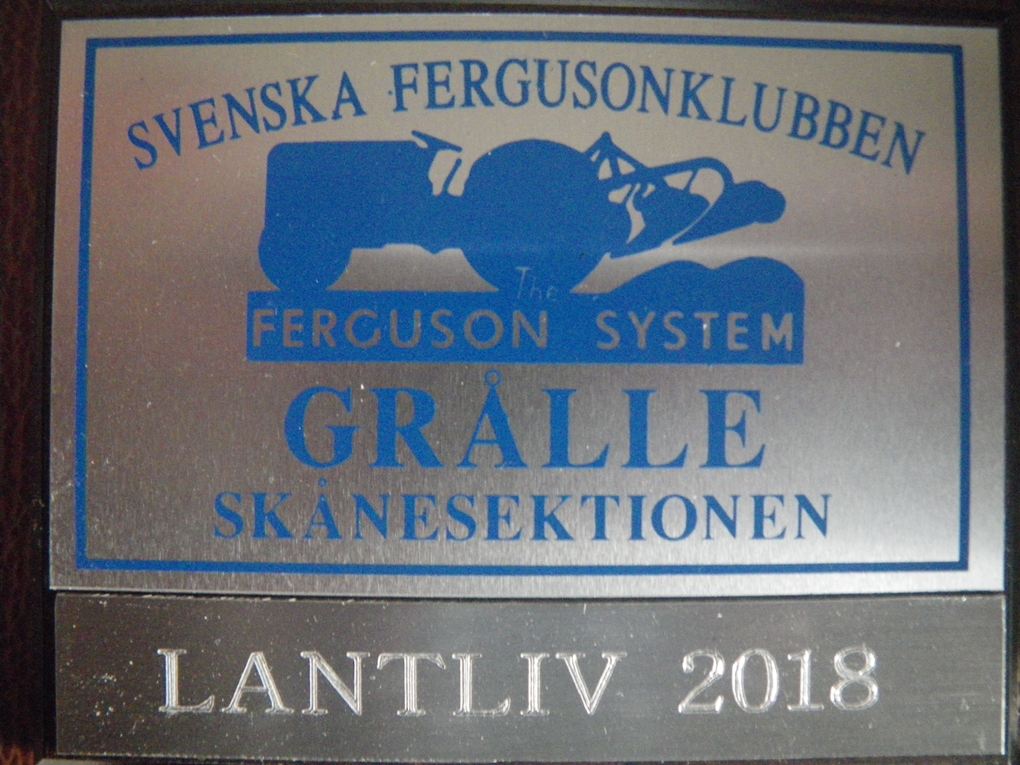 SVENSKA FERGUSONKLUBBEN
The
FERGUSON SYSTEM
GRÅLLE
SKÅNESEKTIONEN
LANTLIV 2018